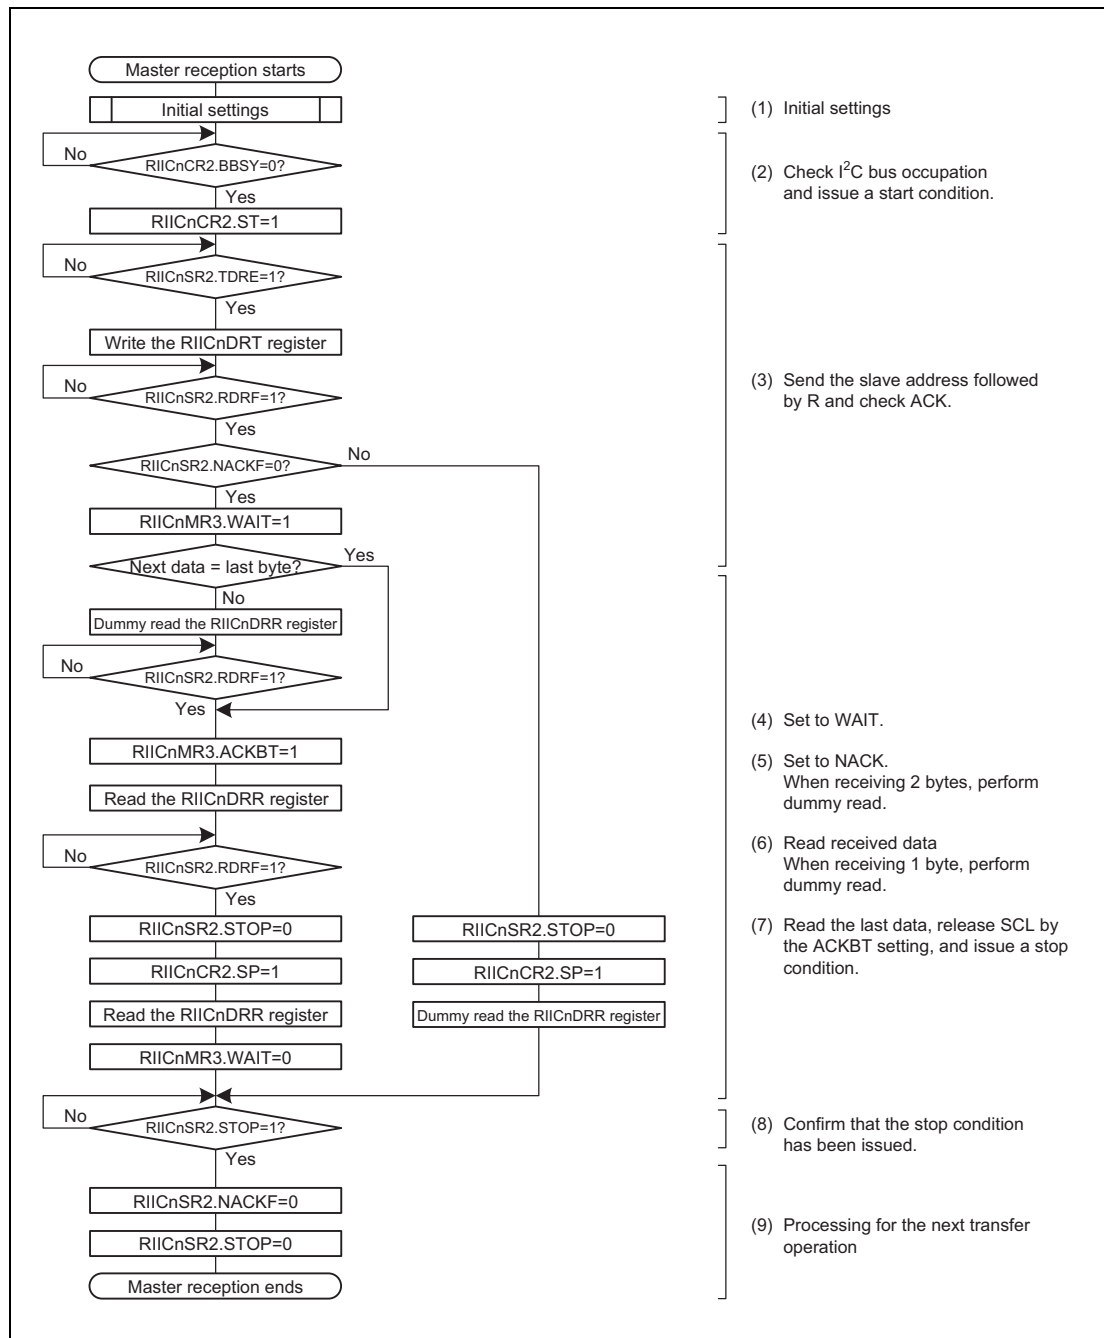 Master reception starts
Initial settings
(1) Initial settings
No
RIICnCR2.BBSY=0?
Yes
RIICnCR2.ST=1
(2) Check I²C bus occupation
and issue a start condition.
No
RIICnSR2.TDRE=1?
Yes
Write the RIICnDRT register
No
RIICnSR2.RDRF=1?
Yes
RIICnSR2.NACKF=0?
No
Yes
RIICnMR3.WAIT=1
Next data = last byte?
Yes
No
(3) Send the slave address followed
by R and check ACK.
Dummy read the RIICnDRR register
No
RIICnSR2.RDRF=1?
Yes
RIICnMR3.ACKBT=1
Read the RIICnDRR register
No
RIICnSR2.RDRF=1?
Yes
RIICnSR2.STOP=0
RIICnCR2.SP=1
Read the RIICnDRR register
RIICnMR3.WAIT=0
RIICnSR2.STOP=0
RIICnCR2.SP=1
Dummy read the RIICnDRR register
(4) Set to WAIT.
(5) Set to NACK.
When receiving 2 bytes, perform
dummy read.
(6) Read received data
When receiving 1 byte, perform
dummy read.
(7) Read the last data, release SCL by
the ACKBT setting, and issue a stop
condition.
No
RIICnSR2.STOP=1?
Yes
(8) Confirm that the stop condition
has been issued.
RIICnSR2.NACKF=0
RIICnSR2.STOP=0
Master reception ends
(9) Processing for the next transfer
operation